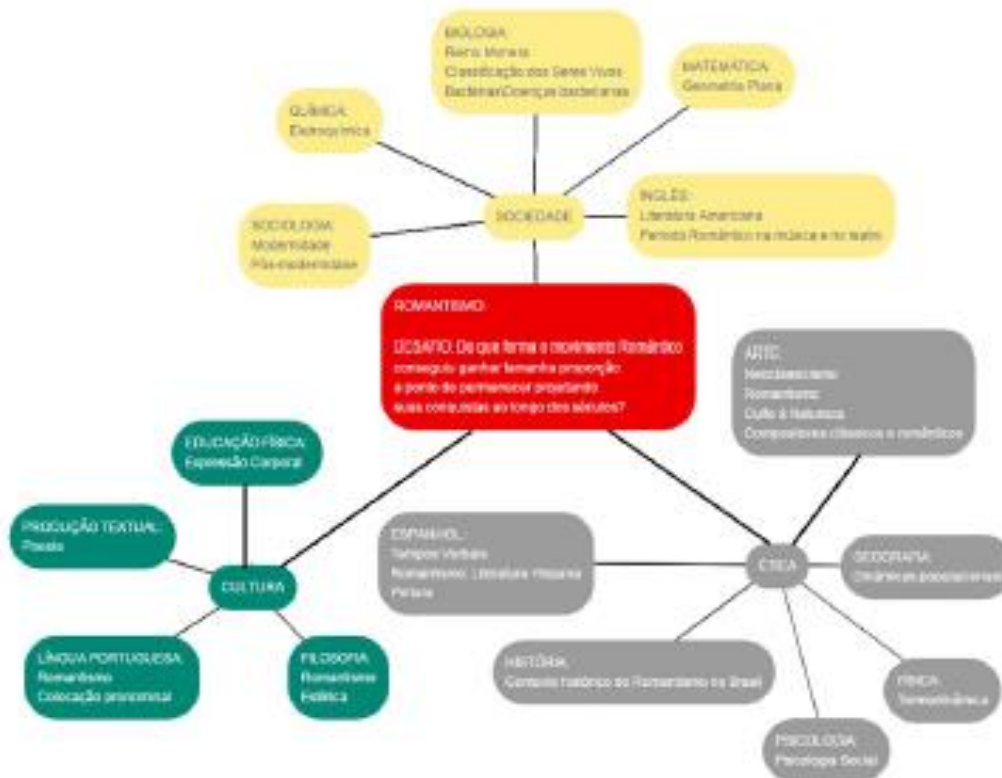 BIOLOGIA:
Reino Monera
Classificação dos Seres Vivos
Bactérias\Doenças bacterianas
MATEMÁTICA:
Geometria Plana
QUÍMICA:
Eletroquímica
SOCIEDADE
INGLÊS:
Literatura Americana
Período Romântico na música e no teatro
SOCIOLOGIA:
Modernidade
Pós-modernidade
ROMANTISMO:
DESAFIO: De que forma o movimento Romântico
conseguiu ganhar tamanha proporção
a ponto de permanecer projetando
suas conquistas ao longo dos séculos?
ARTE:
Neoclassicismo
Romantismo
Culto à Natureza
Compositores clássicos e românticos
EDUCAÇÃO FÍSICA:
Expressão Corporal
PRODUÇÃO TEXTUAL:
Poesia
ESPANHOL:
Tempos Verbais
Romantismo: Literatura Hispana
Pintura
ÉTICA
GEOGRAFIA:
Dinâmicas populacionais
CULTURA
LÍNGUA PORTUGUESA:
Romantismo
Colocação pronominal
FILOSOFIA:
Romantismo
Estética
HISTÓRIA:
Contexto histórico do Romantismo no Brasil
FÍSICA:
Termodinâmica
PSICOLOGIA:
Psicologia Social